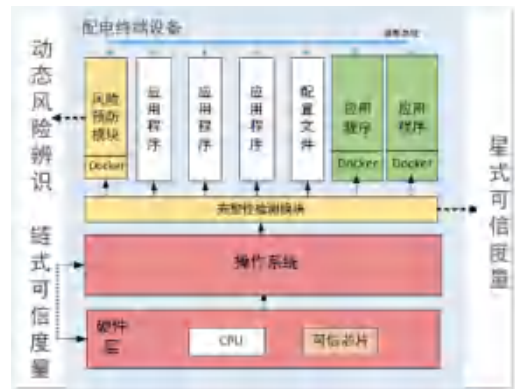 配电终端设备
动态风险辨识
风险预防模块
Docker
应用程序
应用程序
应用程序
配置文件
应用程序
Docker
应用程序
Docker
完整性检测模块
星式可信度量
链式可信度量
操作系统
硬件层
CPU
可信芯片